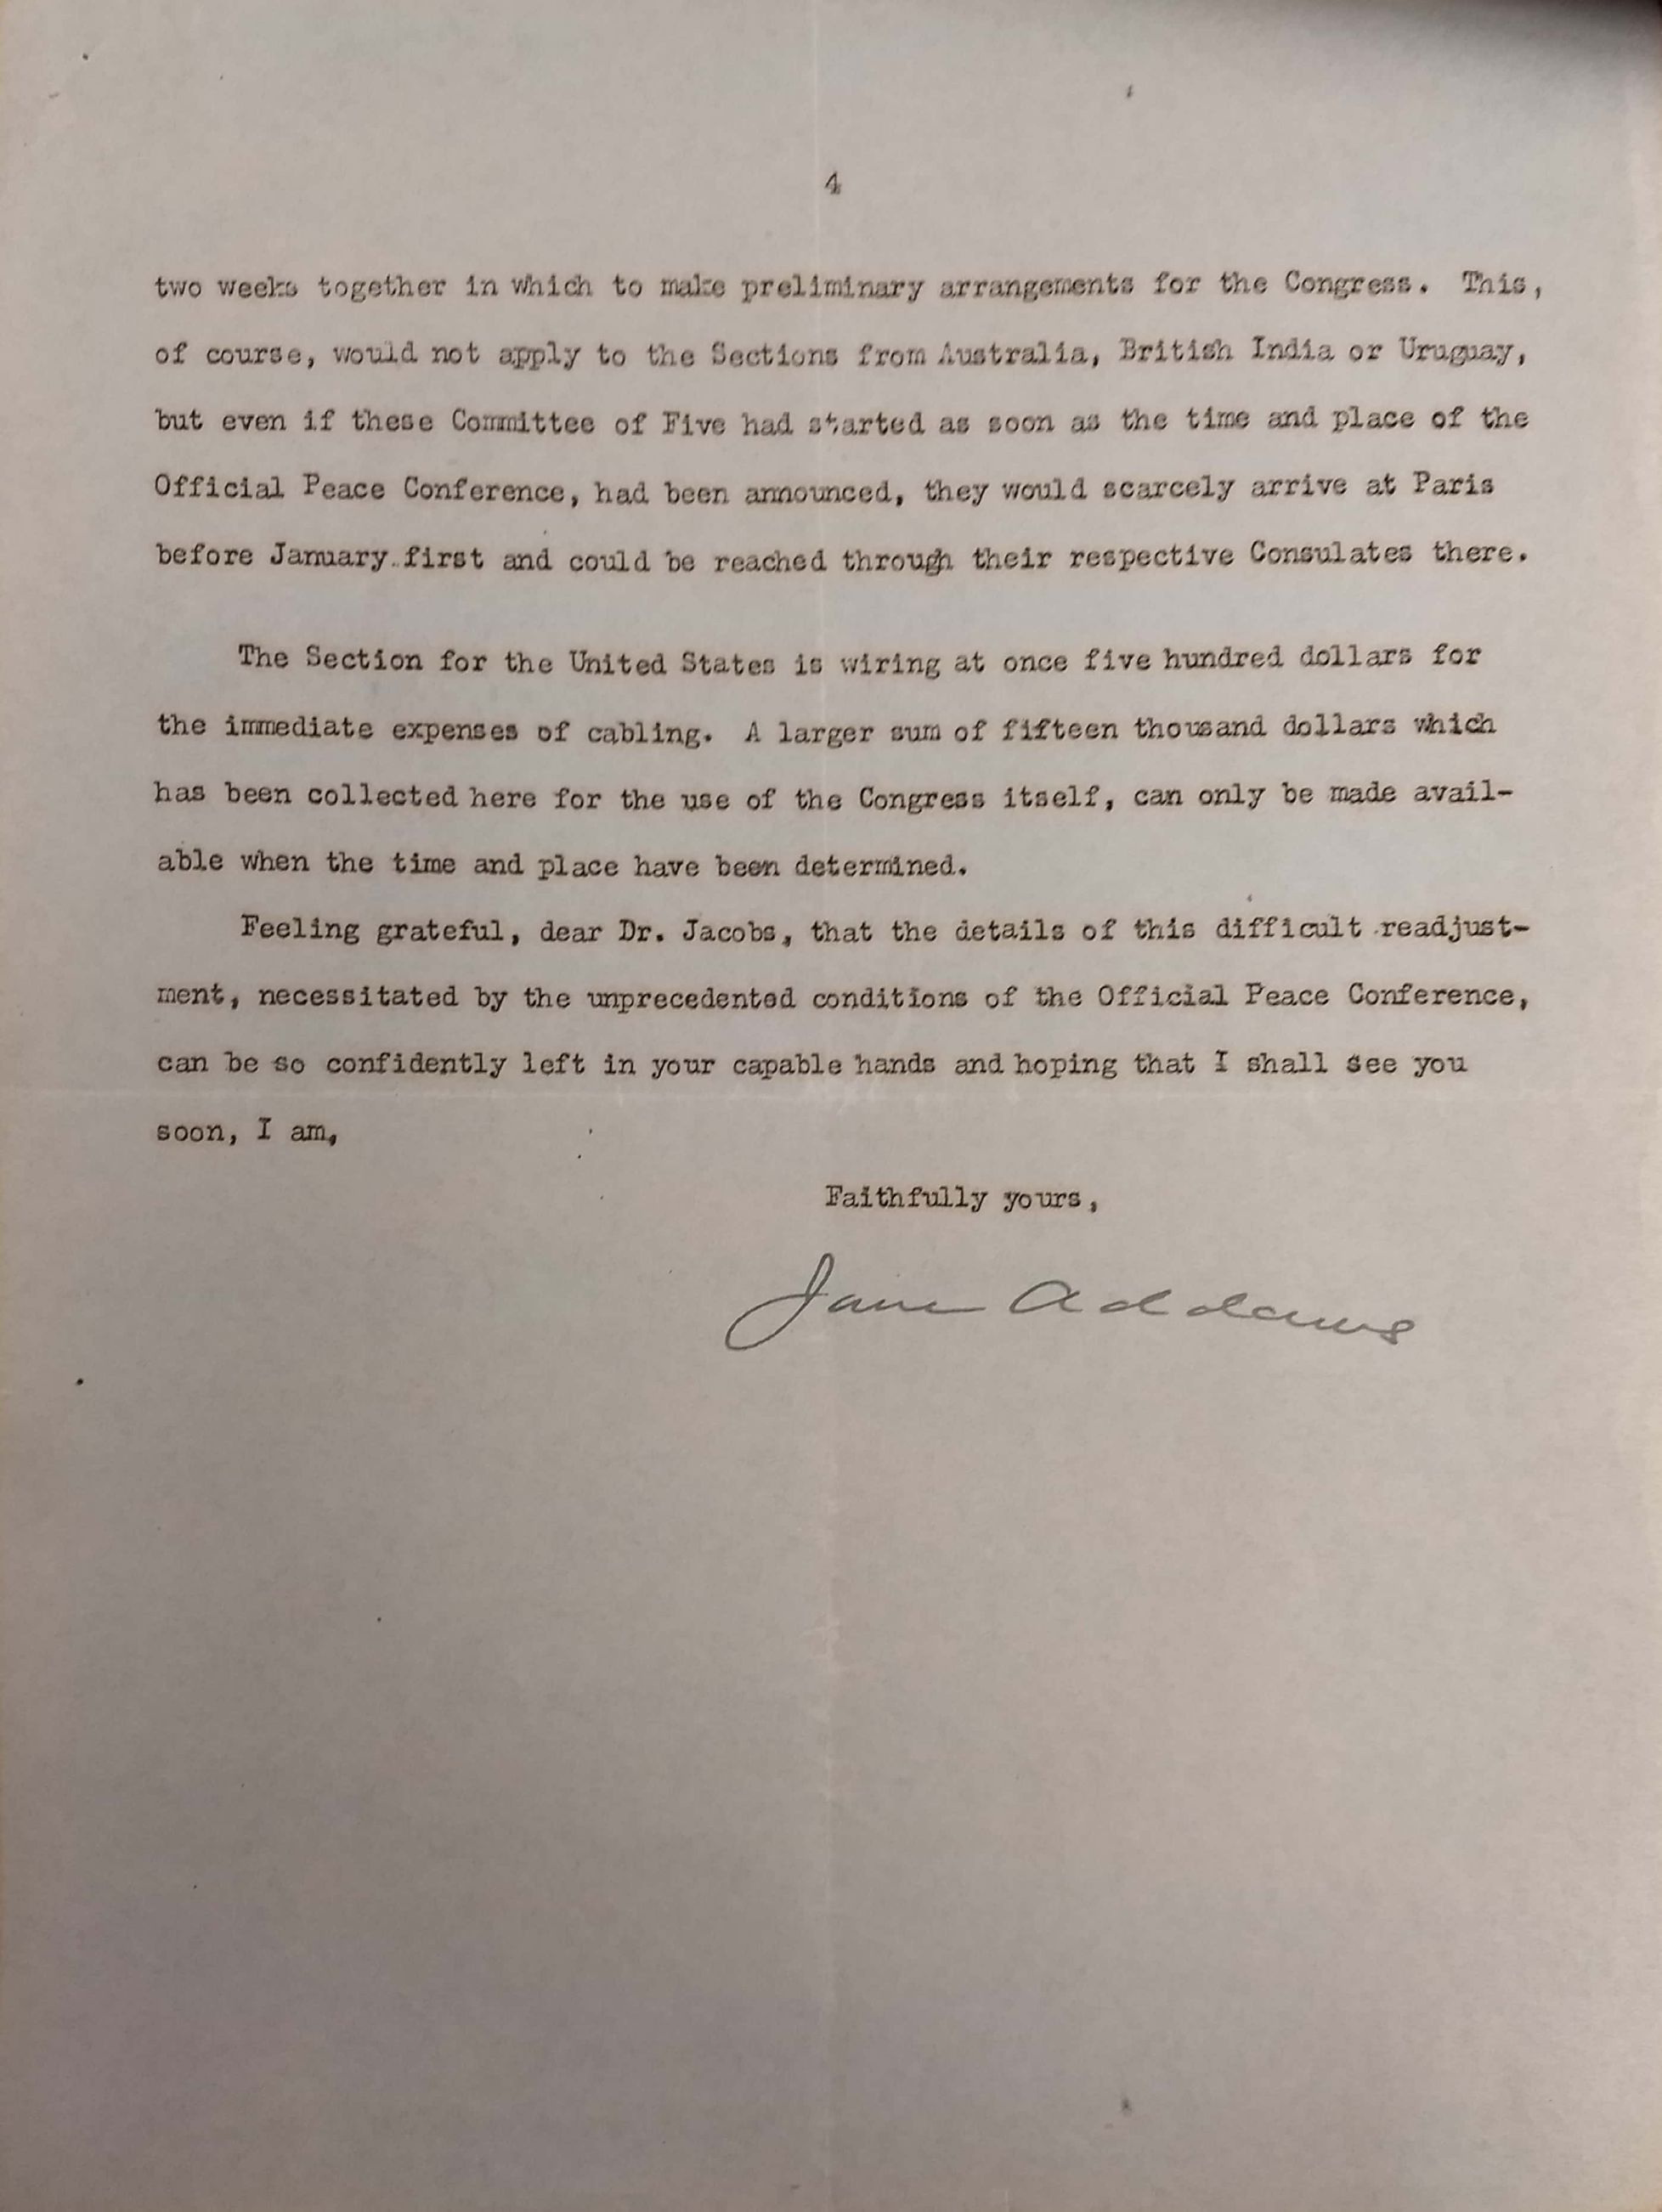 4
two weeks together in which to make preliminary arrangements for the Congress. This,
of course, would not apply to the Sections from Australia, British India or Uruguay,
but even if these Committee of Five had started as soon as the time and place of the
Official Peace Conference, had been announced, they would scarcely arrive at Paris
before January first and could be reached through their respective Consulates there.
The Section for the United States is wiring at once five hundred dollars for
the immediate expenses of cabling. A larger sum of fifteen thousand dollars which
has been collected here for the use of the Congress itself, can only be made avail-
able when the time and place have been determined.
Feeling grateful, dear Dr. Jacobs, that the details of this difficult readjust-
ment, necessitated by the unprecedented conditions of the Official Peace Conference,
can be so confidently left in your capable hands and hoping that I shall see you
soon, I am,
Faithfully yours,
Jane Addams